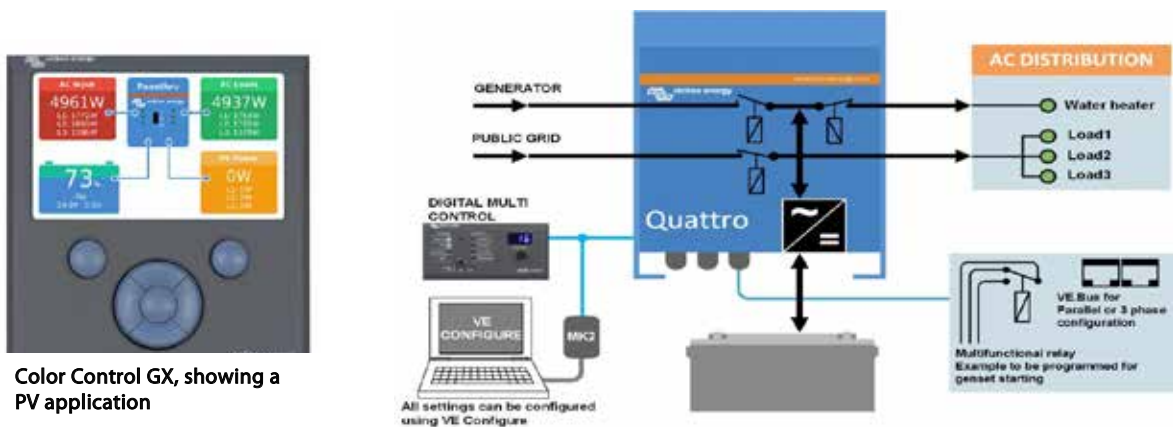 AC Input
4961W
AC Loads
4937W
Passthru
73%
PV Power
0W
Color Control GX, showing a
PV application
victron energy
GENERATOR
PUBLIC GRID
DIGITAL MULTI
CONTROL
Quattro
VE
CONFIGURE
MK2
All settings can be configured
using VE Configure
AC DISTRIBUTION
Water heater
Load1
Load2
Load3
VE.Bus for
Parallel or 3 phase
configuration
Multifunctional relay
Example to be programmed for
genset starting